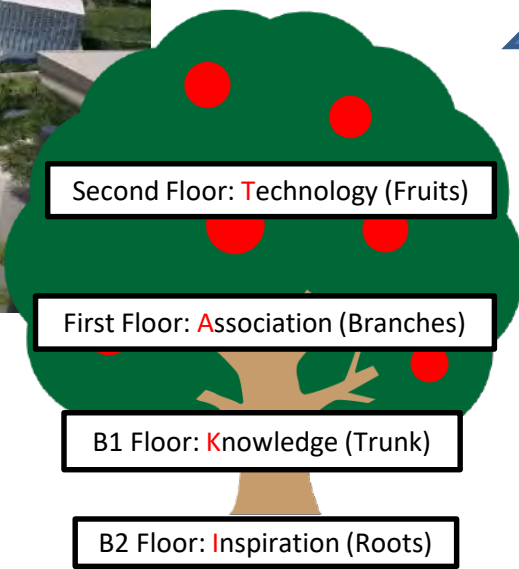 Second Floor: Technology (Fruits)
First Floor: Association (Branches)
B1 Floor: Knowledge (Trunk)
B2 Floor: Inspiration (Roots)